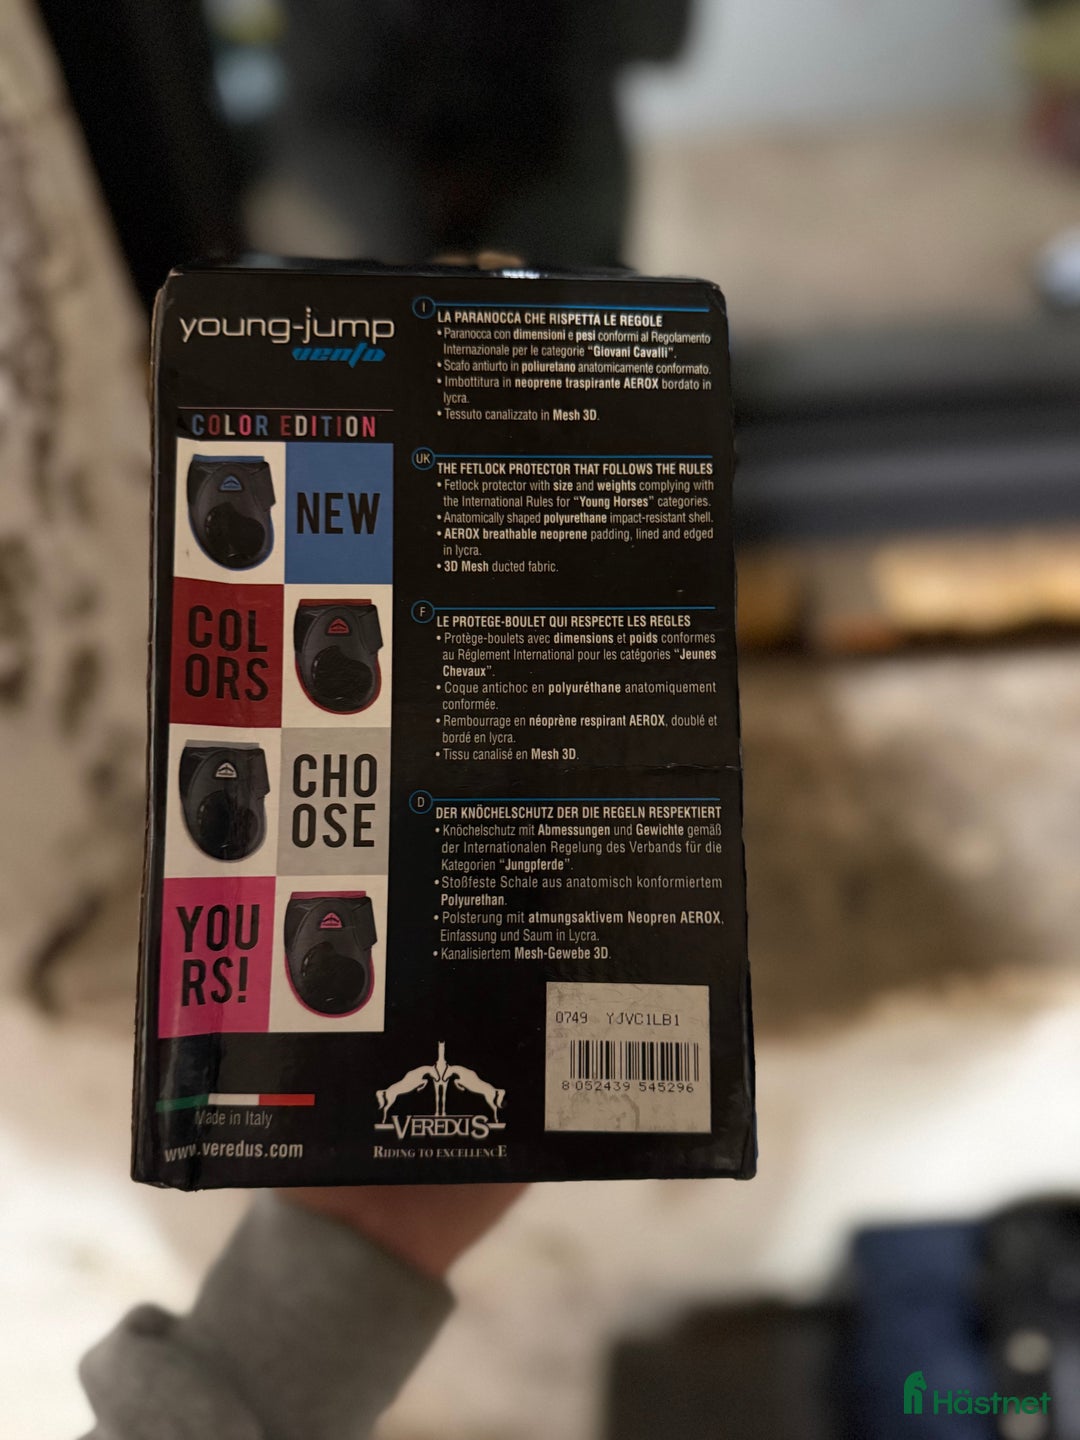 young-jump
vento
COLOR EDITION
NEW
COL
ORS
CHO
OSE
YOU
RS!
Made in Italy
www.veredus.com
I
LA PARANOCCA CHE RISPETTA LE REGOLE
• Paranocca con dimensioni e pesi conformi al Regolamento
Internazionale per le categorie “Giovani Cavalli”.
• Scafo antiurto in poliuretano anatomicamente conformato.
• Imbottitura in neoprene traspirante AEROX bordato in
lycra.
• Tessuto canalizzato in Mesh 3D.
UK
THE FETLOCK PROTECTOR THAT FOLLOWS THE RULES
• Fetlock protector with size and weights complying with
the International Rules for “Young Horses” categories.
• Anatomically shaped polyurethane impact-resistant shell.
• AEROX breathable neoprene padding, lined and edged
in lycra.
• 3D Mesh ducted fabric.
F
LE PROTEGE-BOULET QUI RESPECTE LES REGLES
• Protège-boulets avec dimensions et poids conformes
au Réglement International pour les catégories “Jeunes
Chevaux”.
• Coque antichoc en polyuréthane anatomiquement
conformée.
• Rembourrage en néoprène respirant AEROX, doublé et
bordé en lycra.
• Tissu canalisé en Mesh 3D.
D
DER KNÖCHELSCHUTZ DER DIE REGELN RESPEKTIERT
• Knöchelschutz mit Abmessungen und Gewichte gemäß
der Internationalen Regelung des Verbands für die
Kategorien “Jungpferde”.
• Stoßfeste Schale aus anatomisch konformiertem
Polyurethan.
• Polsterung mit atmungsaktivem Neopren AEROX,
Einfassung und Saum in Lycra.
• Kanalisiertem Mesh-Gewebe 3D.
VEREDUS
RIDING TO EXCELLENCE
0749 YJVC1LB1
8 052439 545296
Hästnet